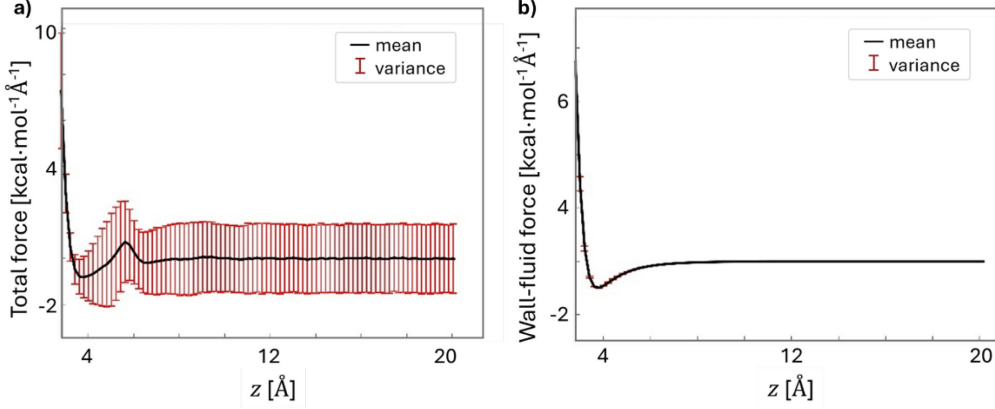 a)
Total force [kcal·mol⁻¹Å⁻¹]
10
4
-2
mean
variance
4 12 20
z [Å]
b)
Wall-fluid force [kcal·mol⁻¹Å⁻¹]
6
4
-2
mean
variance
4 12 20
z [Å]